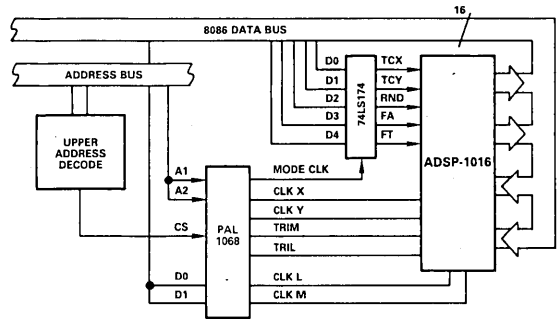 16
8086 DATA BUS
ADDRESS BUS
UPPER
ADDRESS
DECODE
D0
D1
D2
D3
D4
74LS174
TCX
TCY
RND
FA
FT
ADSP-1016
A1
A2
CS
D0
D1
PAL
1068
MODE CLK
CLK X
CLK Y
TRIM
TRIL
CLK L
CLK M